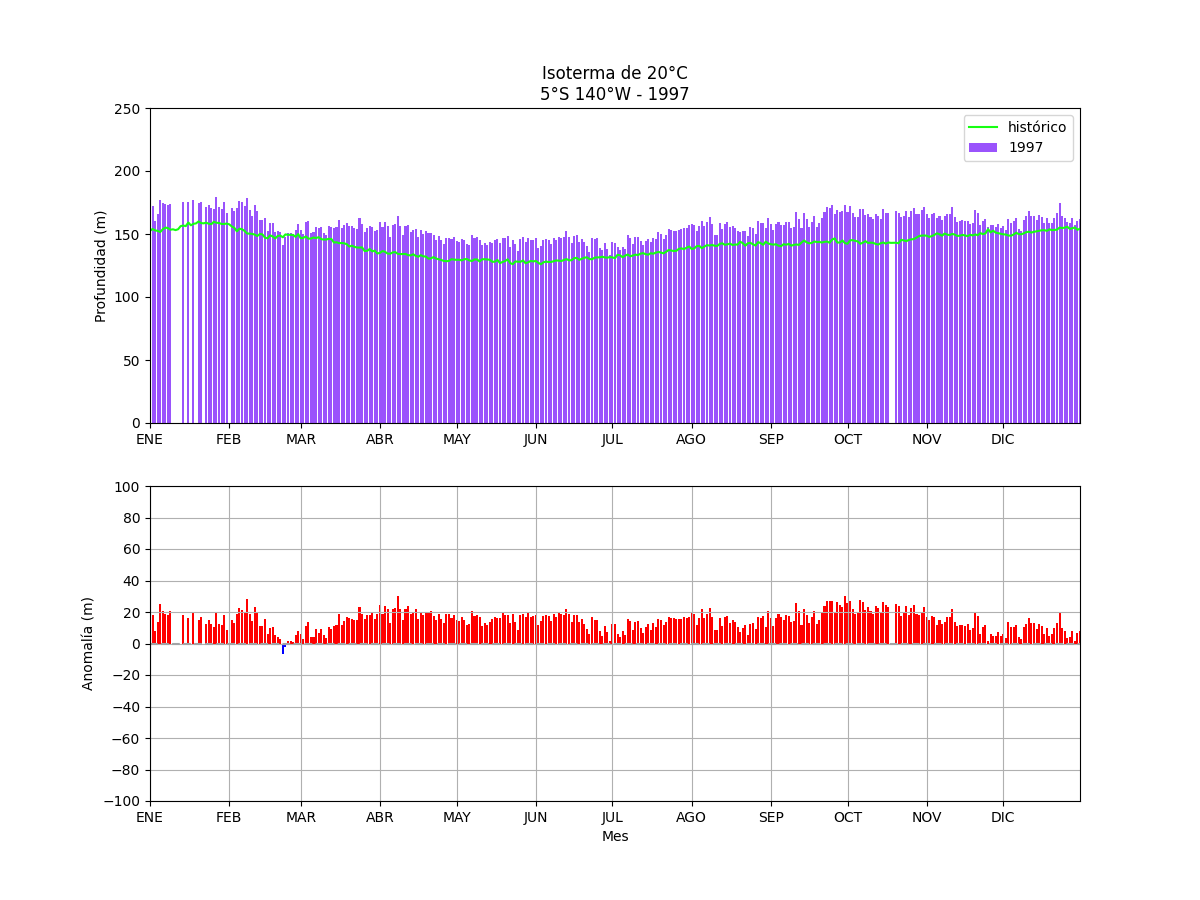 Isoterma de 20°C
5°S 140°W - 1997
250
200
150
100
50
0
Profundidad (m)
histórico
1997
ENE FEB MAR ABR MAY JUN JUL AGO SEP OCT NOV DIC
100
80
60
40
20
0
−20
−40
−60
−80
−100
Anomalía (m)
ENE FEB MAR ABR MAY JUN JUL AGO SEP OCT NOV DIC
Mes